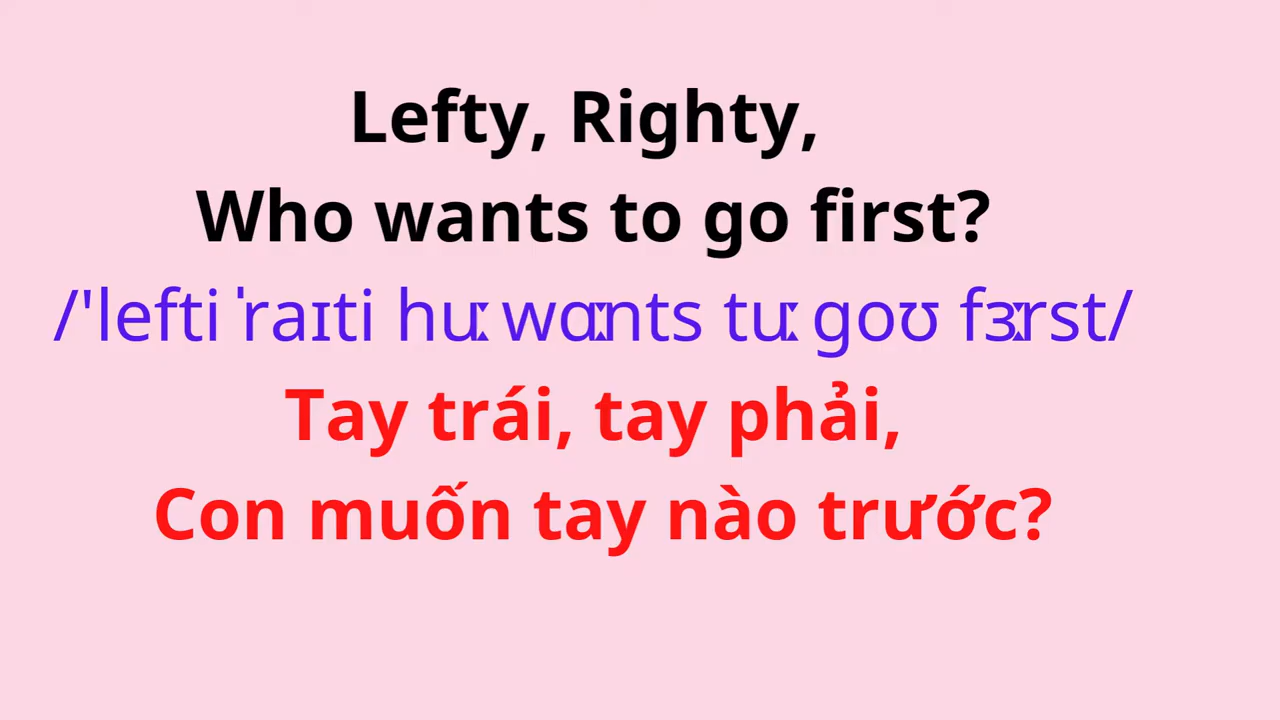 Lefty, Righty,
Who wants to go first?
/'lefti ˈraɪti huː wɑːnts tuː goʊ fɜːrst/
Tay trái, tay phải,
Con muốn tay nào trước?